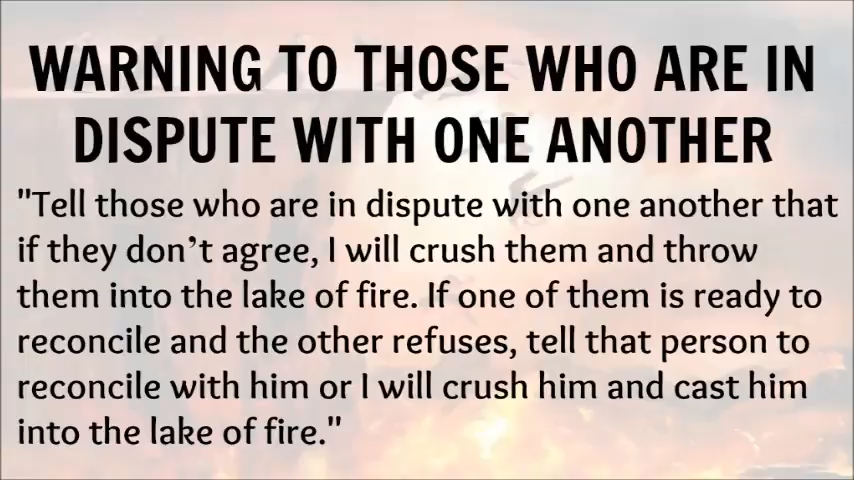 WARNING TO THOSE WHO ARE IN
DISPUTE WITH ONE ANOTHER
"Tell those who are in dispute with one another that
if they don’t agree, I will crush them and throw
them into the lake of fire. If one of them is ready to
reconcile and the other refuses, tell that person to
reconcile with him or I will crush him and cast him
into the lake of fire."